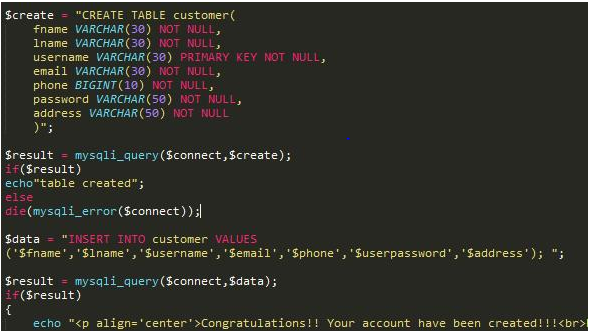 $create = "CREATE TABLE customer(
fname VARCHAR(30) NOT NULL,
lname VARCHAR(30) NOT NULL,
username VARCHAR(30) PRIMARY KEY NOT NULL,
email VARCHAR(30) NOT NULL,
phone BIGINT(10) NOT NULL,
password VARCHAR(50) NOT NULL,
address VARCHAR(50) NOT NULL
)";
$result = mysqli_query($connect,$create);
if($result)
echo"table created";
else
die(mysqli_error($connect));
$data = "INSERT INTO customer VALUES
('$fname','$lname','$username','$email','$phone','$userpassword','$address'); ";
$result = mysqli_query($connect,$data);
if($result)
{
echo "<p align='center'>Congratulations!! Your account have been created!!!<br>